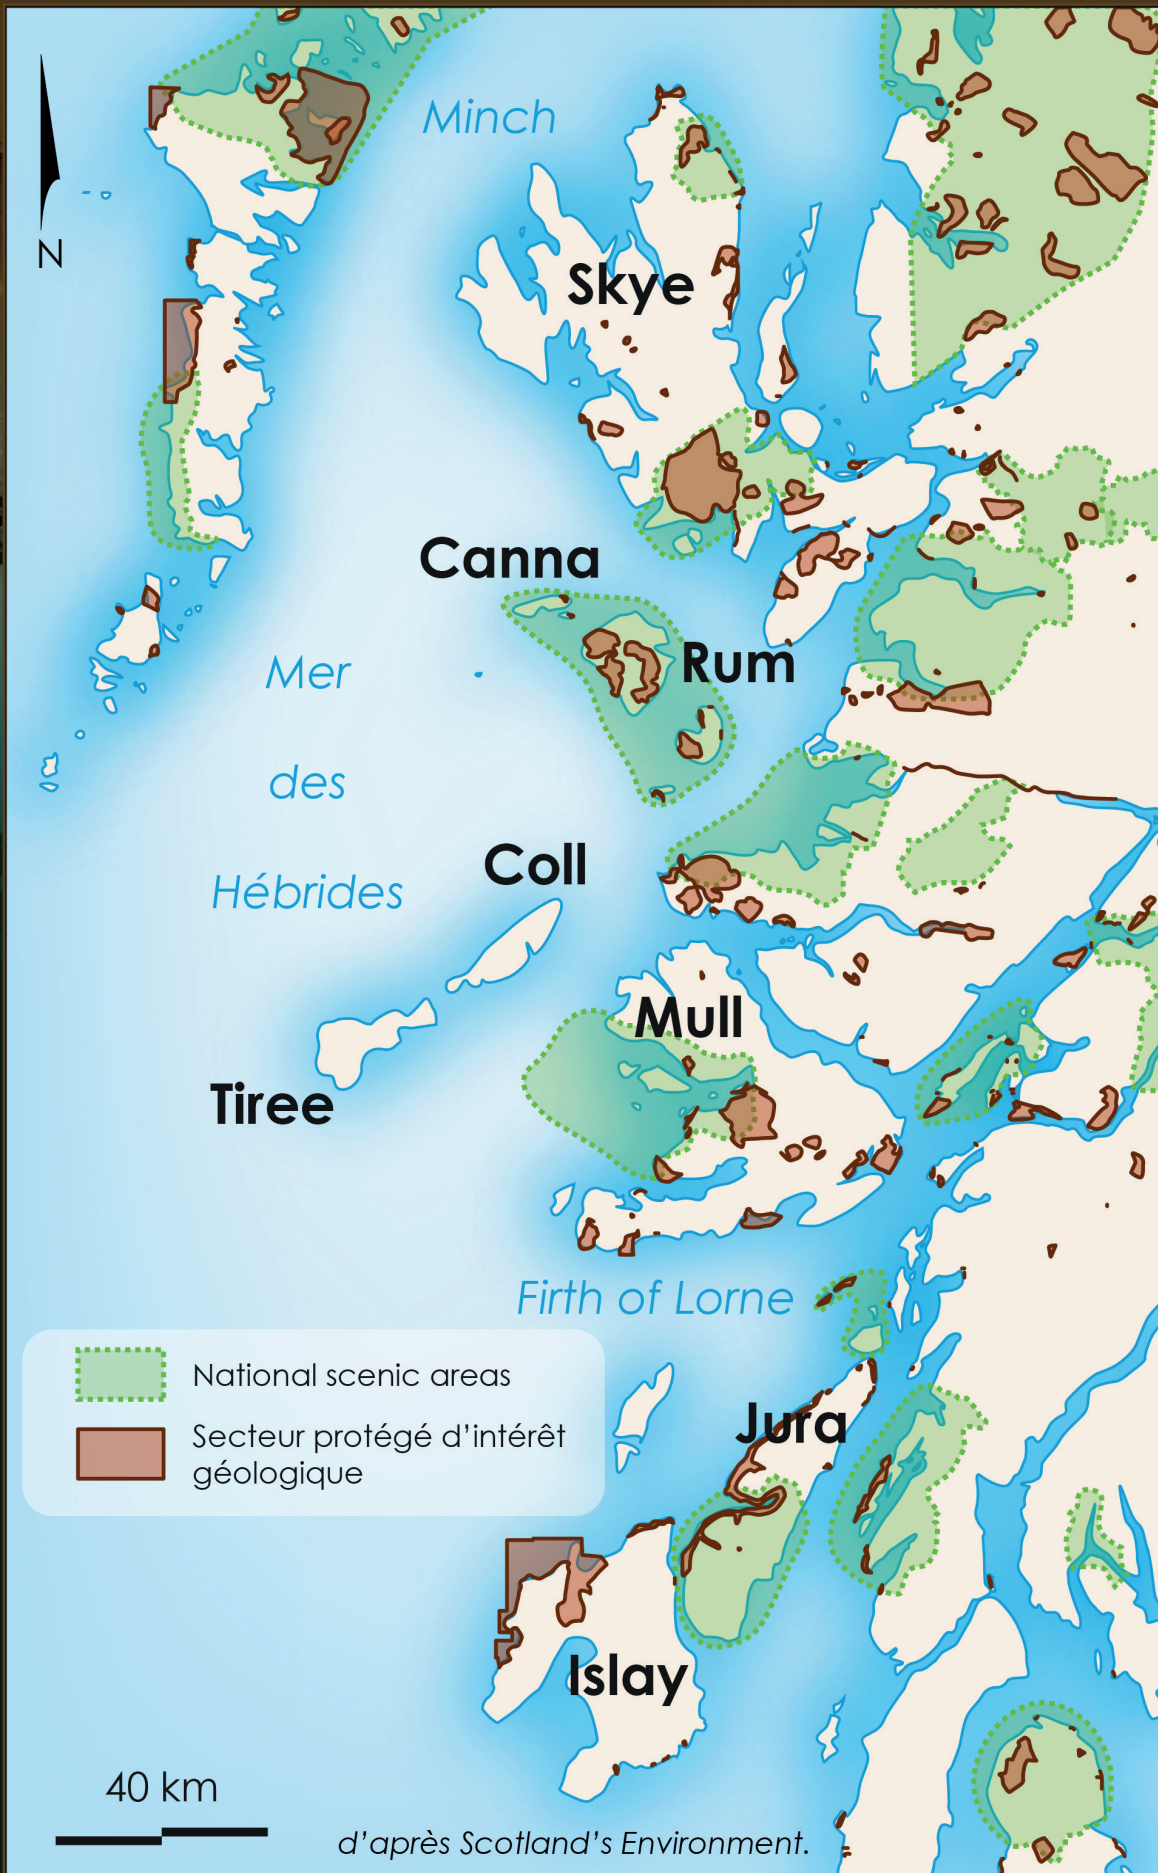 Minch
N
Skye
Canna
Rum
Mer
des
Hébrides
Coll
Mull
Tiree
Firth of Lorne
National scenic areas
Secteur protégé d’intérêt
géologique
Jura
Islay
40 km
d’après Scotland’s Environment.